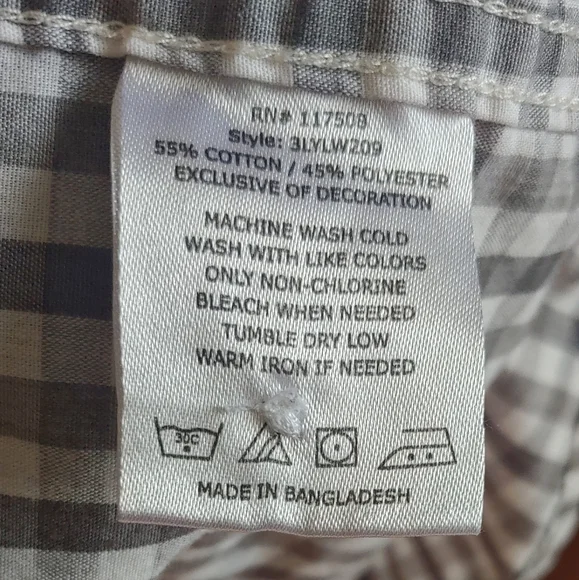 RN# 117508
Style: 3LYLW209
55% COTTON / 45% POLYESTER
EXCLUSIVE OF DECORATION
MACHINE WASH COLD
WASH WITH LIKE COLORS
ONLY NON-CHLORINE
BLEACH WHEN NEEDED
TUMBLE DRY LOW
WARM IRON IF NEEDED
30C
MADE IN BANGLADESH